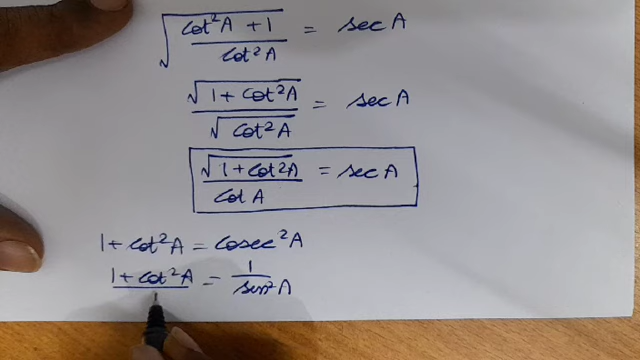 √(cot²A + 1 / cot²A) = sec A
√(1 + cot²A) / √(cot²A) = sec A
√(1 + cot2A) / cot A = sec A
1 + cot²A = cosec²A
1 + cot²A / = 1 / sin²A